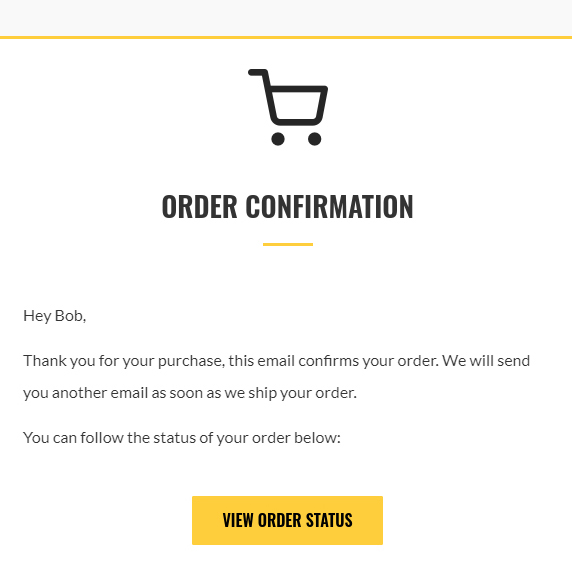 ORDER CONFIRMATION
Hey Bob,
Thank you for your purchase, this email confirms your order. We will send
you another email as soon as we ship your order.
You can follow the status of your order below:
VIEW ORDER STATUS